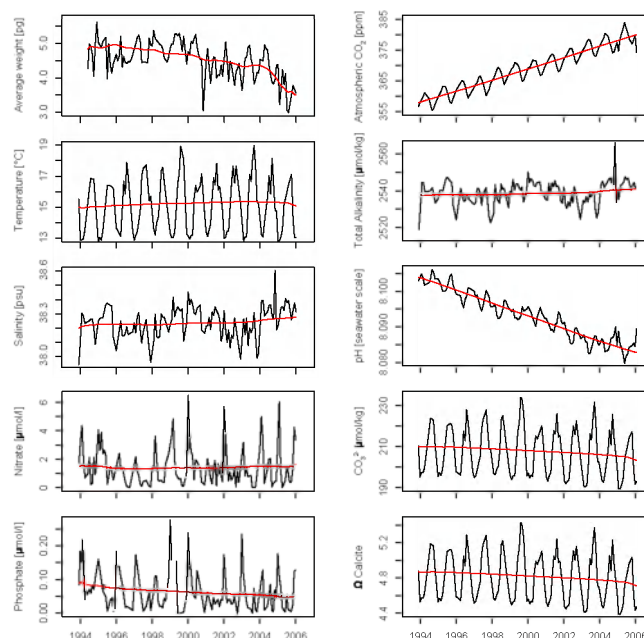 Average weight [pg]
5.0
4.0
3.0
Atmospheric CO₂ [ppm]
385
375
365
355
Temperature [°C]
19
17
15
13
Total Alkalinity [µmol/kg]
2560
2540
2520
Salinity [psu]
38.6
38.3
38.0
pH [seawater scale]
8.100
8.090
8.080
Nitrate [µmol/l]
6
4
2
0
CO₃²⁻ [µmol/kg]
230
210
190
Phosphate [µmol/l]
0.20
0.10
0.00
Ω Calcite
5.2
4.8
4.4
1994 1996 1998 2000 2002 2004 2006
1994 1996 1998 2000 2002 2004 2006